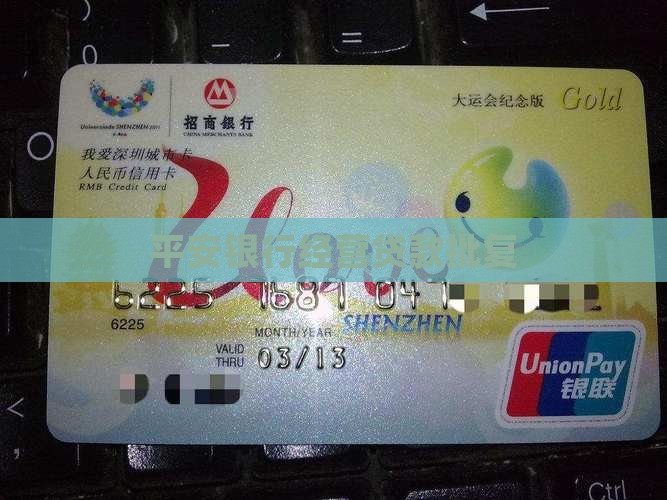 大运会纪念版 Gold
Universiade SHENZHEN 2011
招商银行
CHINA MERCHANTS BANK
我爱深圳城市卡
人民币信用卡
RMB Credit Card
平安银行经营贷款批复
6225 1681 047
6225
MONTH/YEAR
SHENZHEN
VALID
THRU
03/13
UnionPay
银联
Ctrl